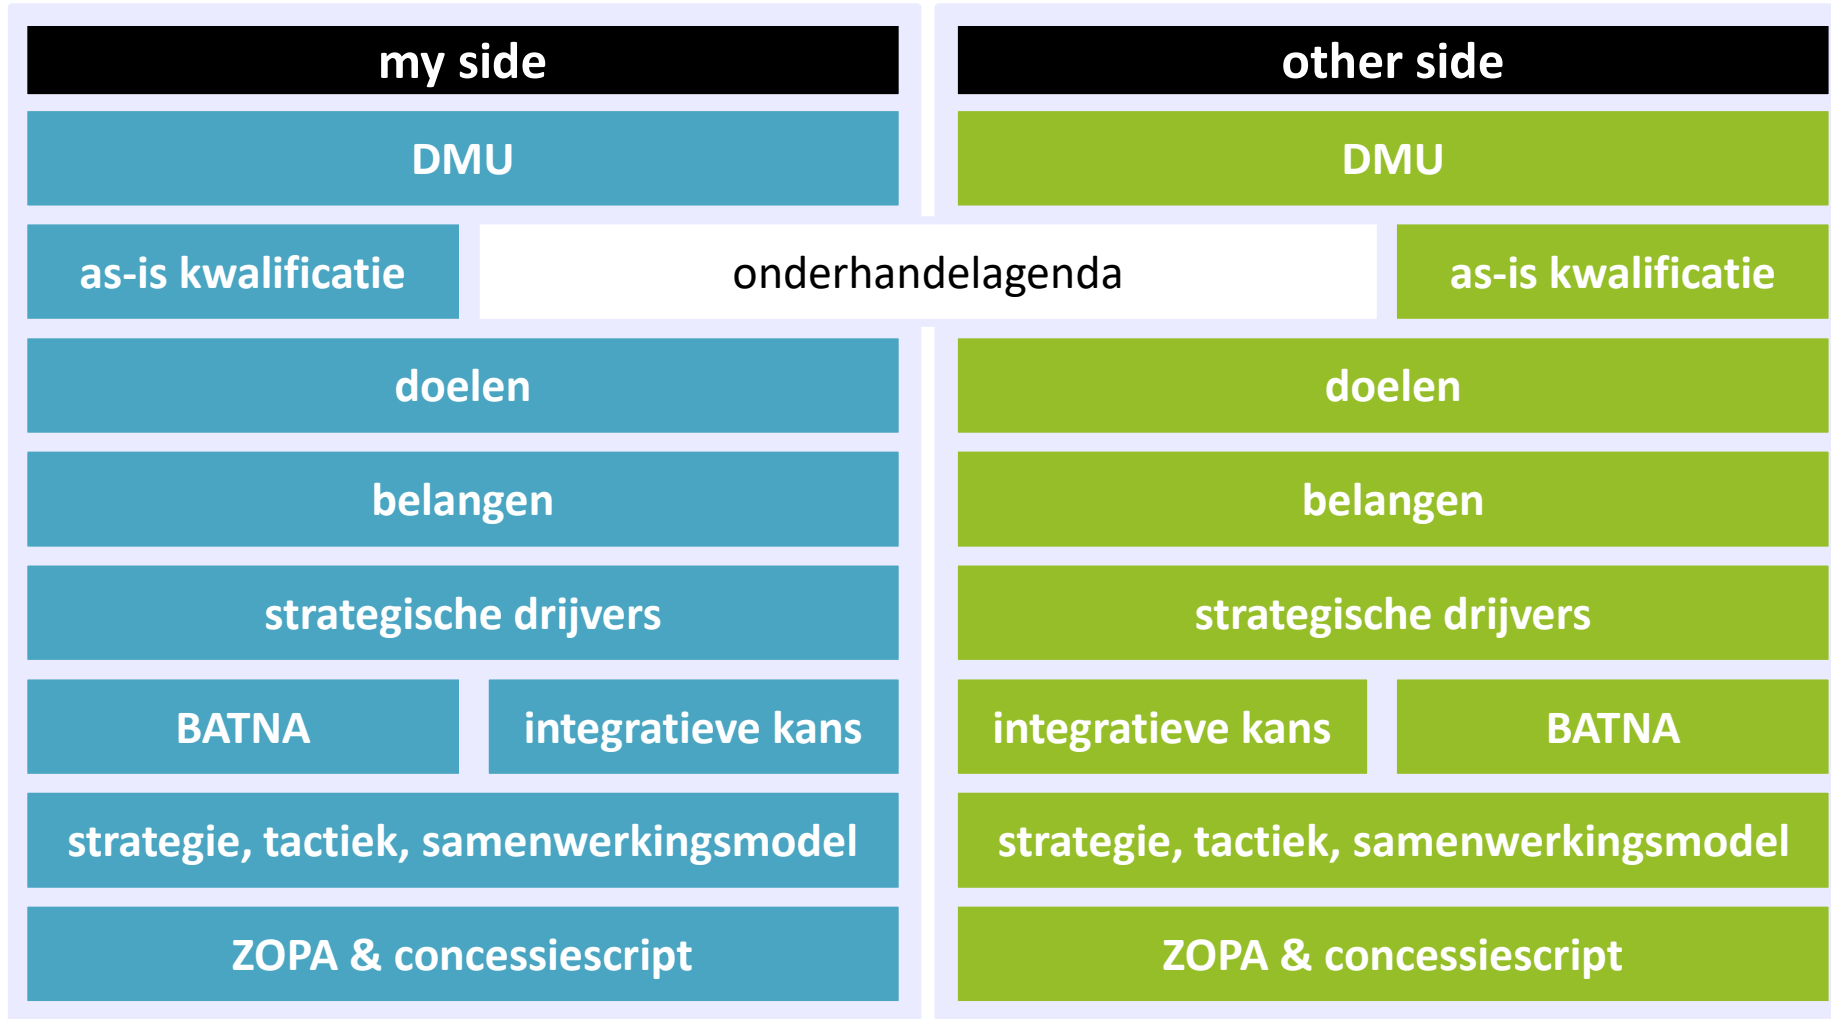 my side
other side
DMU
DMU
as-is kwalificatie
onderhandelagenda
as-is kwalificatie
doelen
doelen
belangen
belangen
strategische drijvers
strategische drijvers
BATNA
integratieve kans
integratieve kans
BATNA
strategie, tactiek, samenwerkingsmodel
strategie, tactiek, samenwerkingsmodel
ZOPA & concessiescript
ZOPA & concessiescript